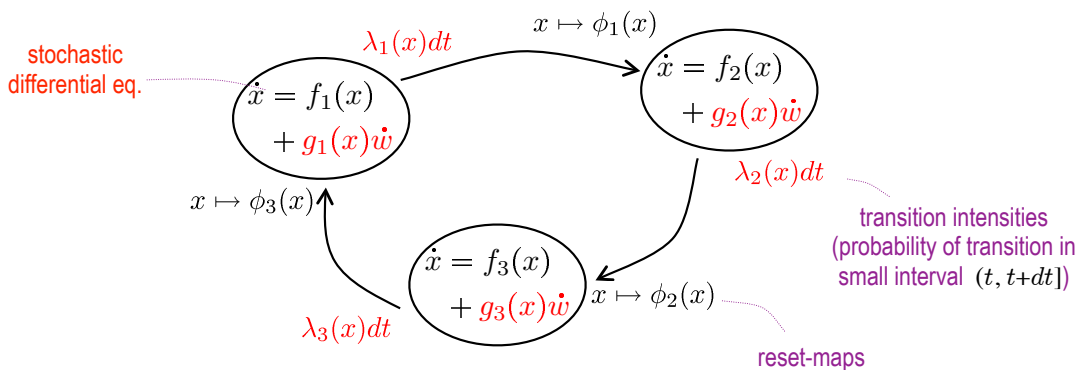 stochastic
differential eq.
λ₁(x)dt
x ↦ ϕ₁(x)
ẋ = f₁(x)
+ g₁(x)ẇ
ẋ = f₂(x)
+ g₂(x)ẇ
λ₂(x)dt
x ↦ ϕ₃(x)
transition intensities
(probability of transition in
small interval (t, t+dt])
ẋ = f₃(x)
+ g₃(x)ẇ
x ↦ ϕ₂(x)
λ₃(x)dt
reset-maps